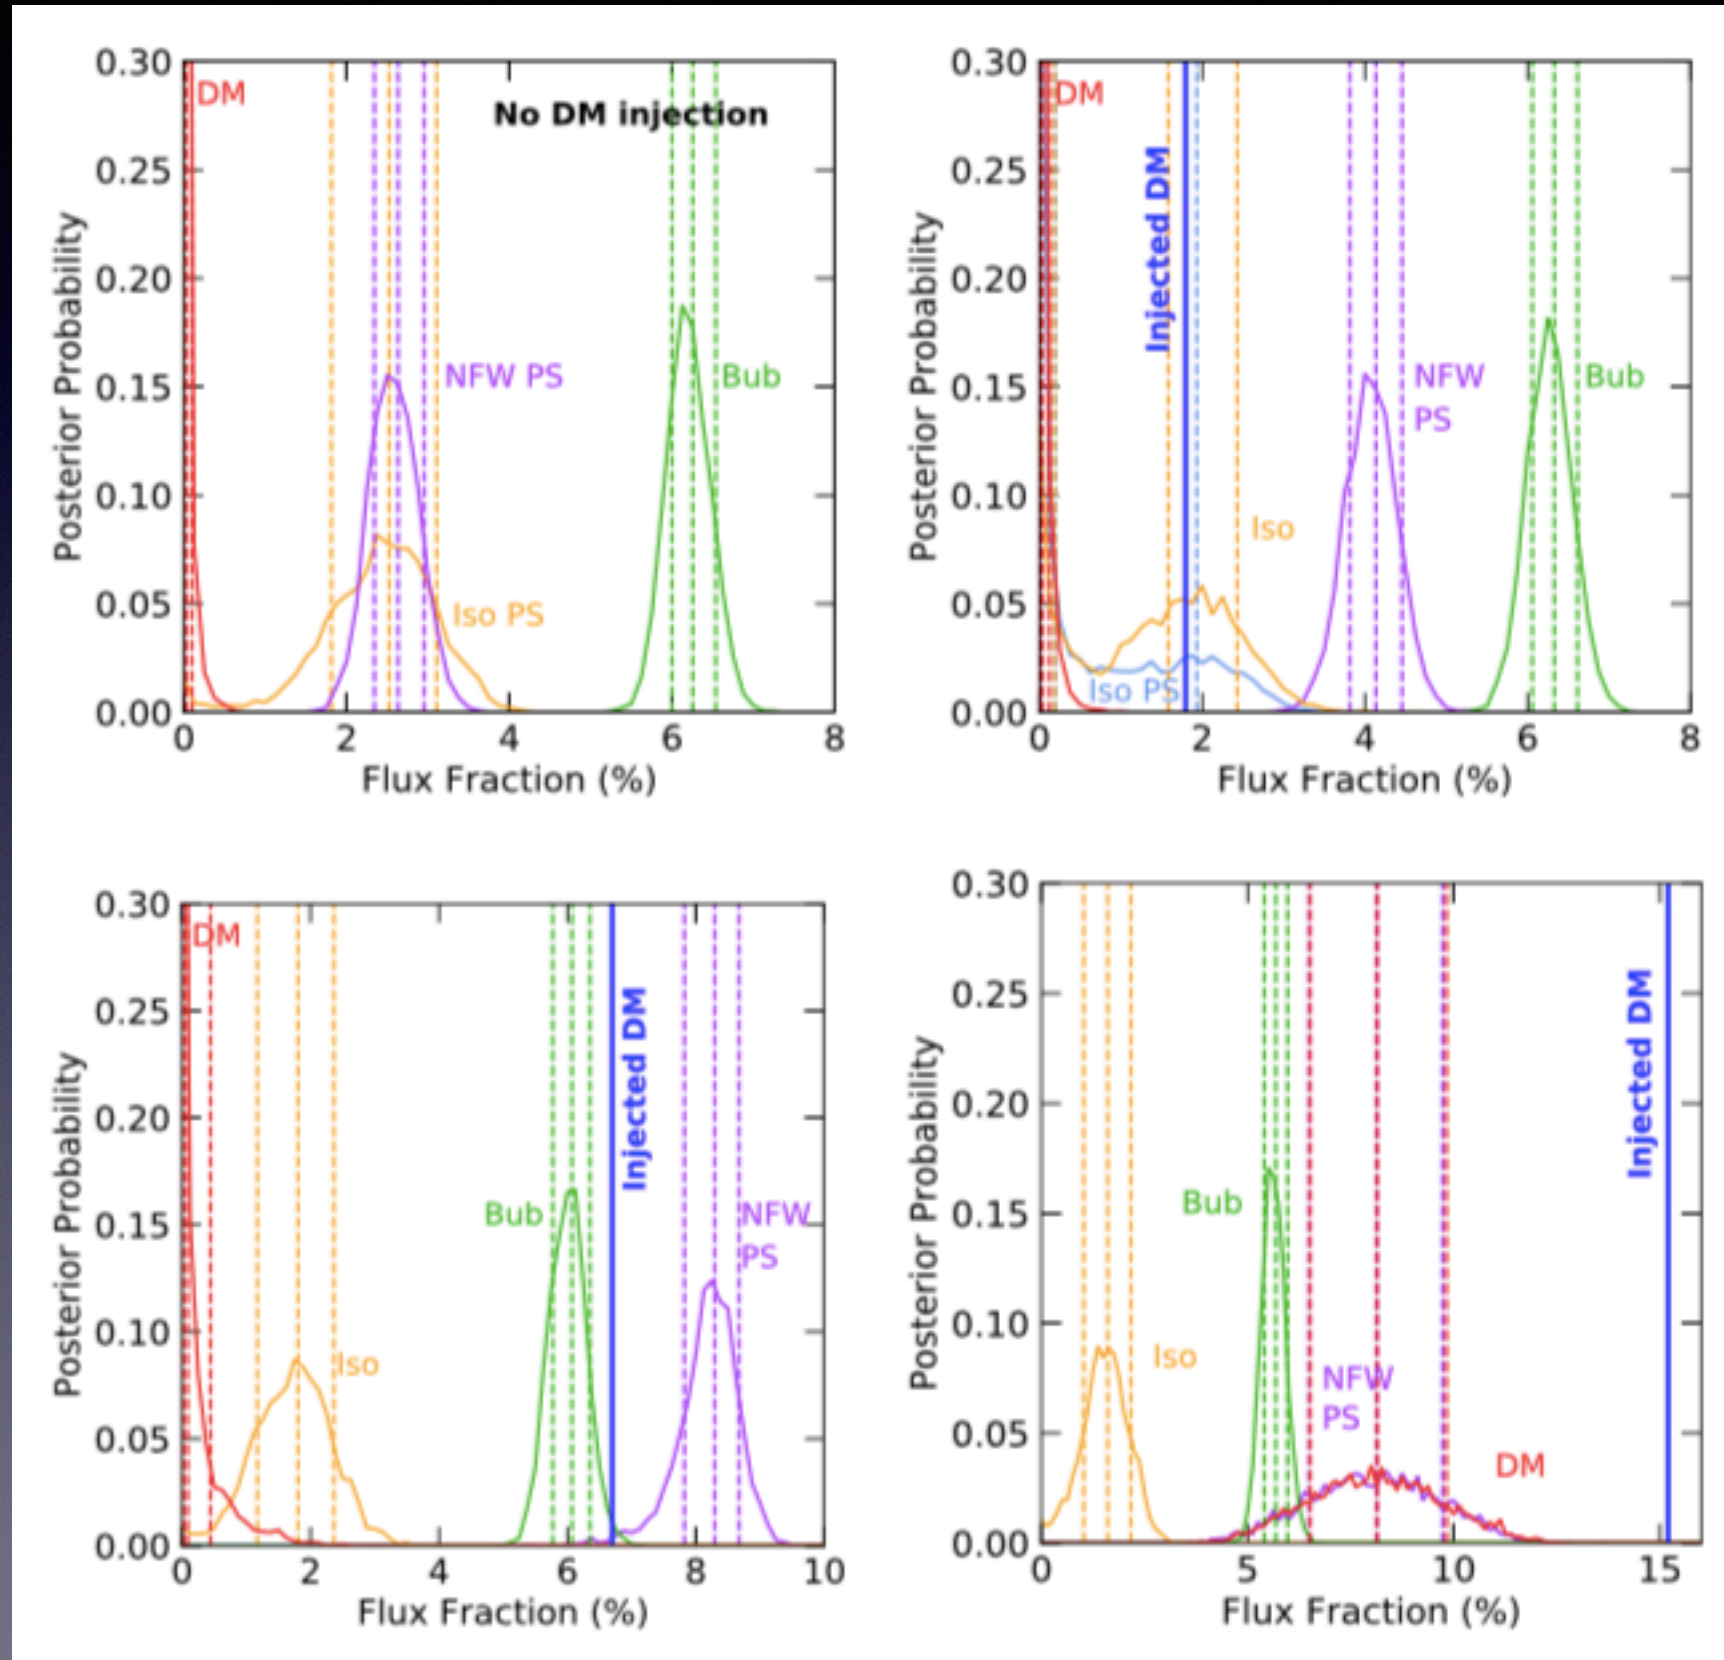 0.30
0.25
0.20
0.15
0.10
0.05
0.00
Posterior Probability
DM
No DM injection
NFW PS
Iso PS
Bub
0 2 4 6 8
Flux Fraction (%)
0.30
0.25
0.20
0.15
0.10
0.05
0.00
Posterior Probability
DM
Injected DM
NFW
PS
Bub
Iso
Iso PS
0 2 4 6 8
Flux Fraction (%)
0.30
0.25
0.20
0.15
0.10
0.05
0.00
Posterior Probability
DM
Injected DM
Bub
NFW
PS
Iso
0 2 4 6 8 10
Flux Fraction (%)
0.30
0.25
0.20
0.15
0.10
0.05
0.00
Posterior Probability
Injected DM
Bub
Iso
NFW
PS
DM
0 5 10 15
Flux Fraction (%)